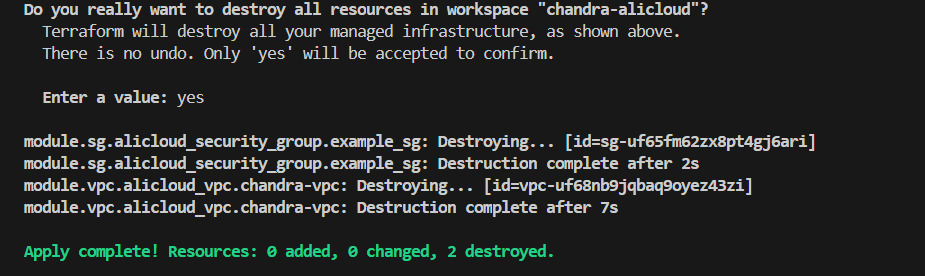 Do you really want to destroy all resources in workspace "chandra-alicloud"?
Terraform will destroy all your managed infrastructure, as shown above.
There is no undo. Only 'yes' will be accepted to confirm.
Enter a value: yes
module.sg.alicloud_security_group.example_sg: Destroying... [id=sg-uf65fm62zx8pt4gj6ari]
module.sg.alicloud_security_group.example_sg: Destruction complete after 2s
module.vpc.alicloud_vpc.chandra-vpc: Destroying... [id=vpc-uf68nb9jqbaq9oyez43zi]
module.vpc.alicloud_vpc.chandra-vpc: Destruction complete after 7s
Apply complete! Resources: 0 added, 0 changed, 2 destroyed.